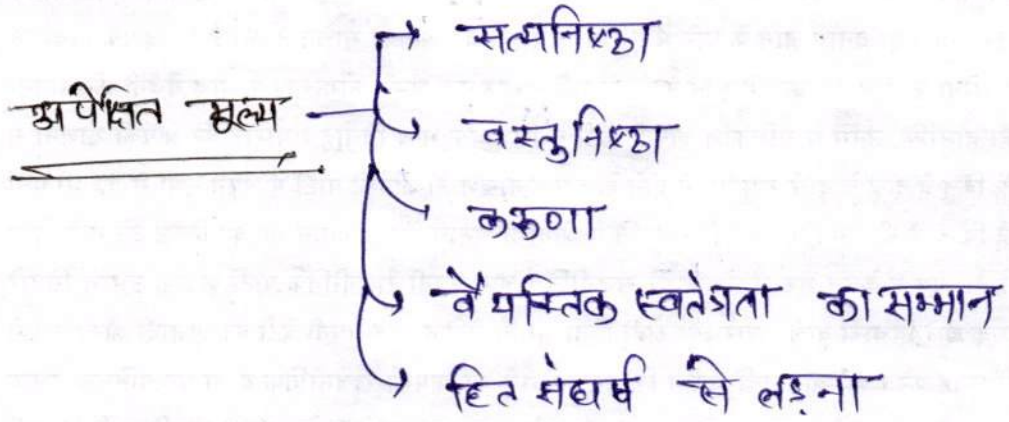 सत्यनिष्ठा
अपेक्षित मूल्य
वस्तुनिष्ठा
करुणा
वैयक्तिक स्वतंत्रता का सम्मान
हित संघर्ष से लड़ना